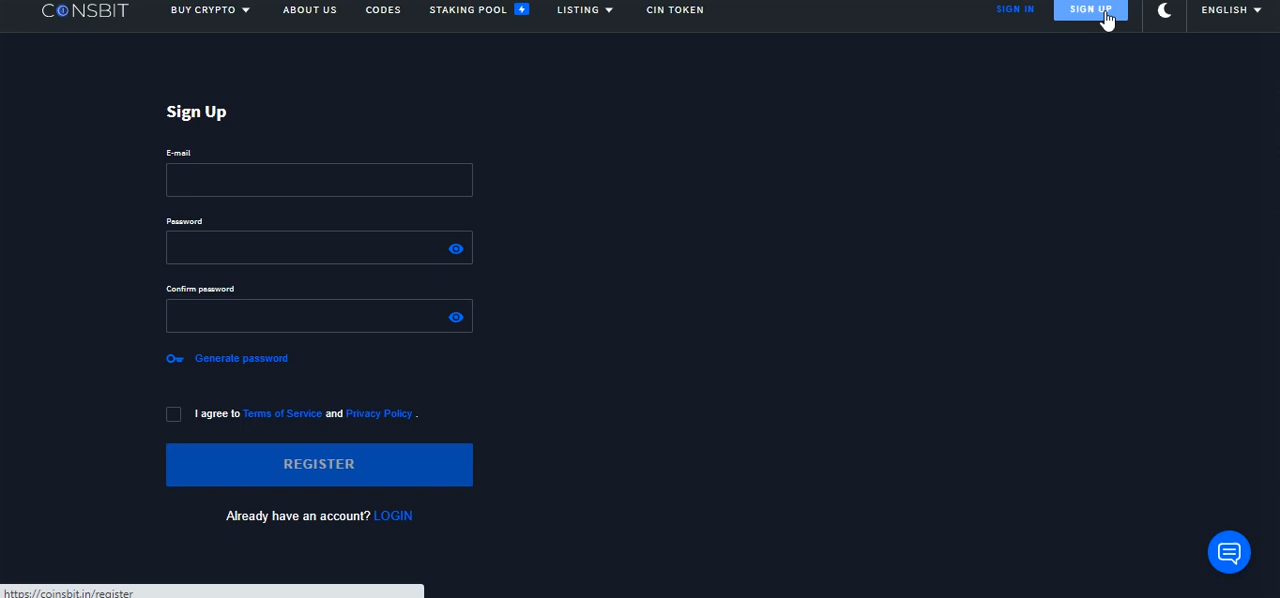 CONSBIT
BUY CRYPTO
ABOUT US
CODES
STAKING POOL
LISTING
CIN TOKEN
SIGN IN
SIGN UP
ENGLISH
Sign Up
E-mail
Password
Confirm password
Generate password
I agree to Terms of Service and Privacy Policy .
REGISTER
Already have an account? LOGIN
https://coinsbit.in/register